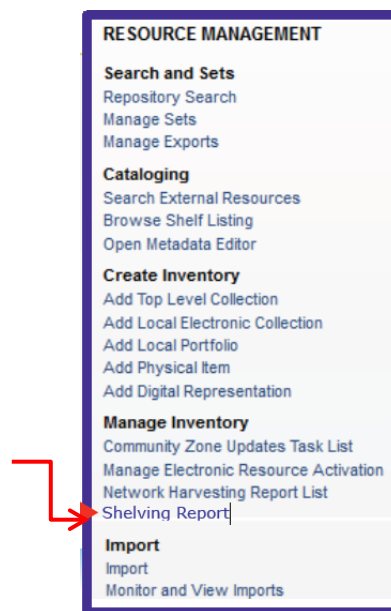 RESOURCE MANAGEMENT
Search and Sets
Repository Search
Manage Sets
Manage Exports
Cataloging
Search External Resources
Browse Shelf Listing
Open Metadata Editor
Create Inventory
Add Top Level Collection
Add Local Electronic Collection
Add Local Portfolio
Add Physical Item
Add Digital Representation
Manage Inventory
Community Zone Updates Task List
Manage Electronic Resource Activation
Network Harvesting Report List
Shelving Report
Import
Import
Monitor and View Imports